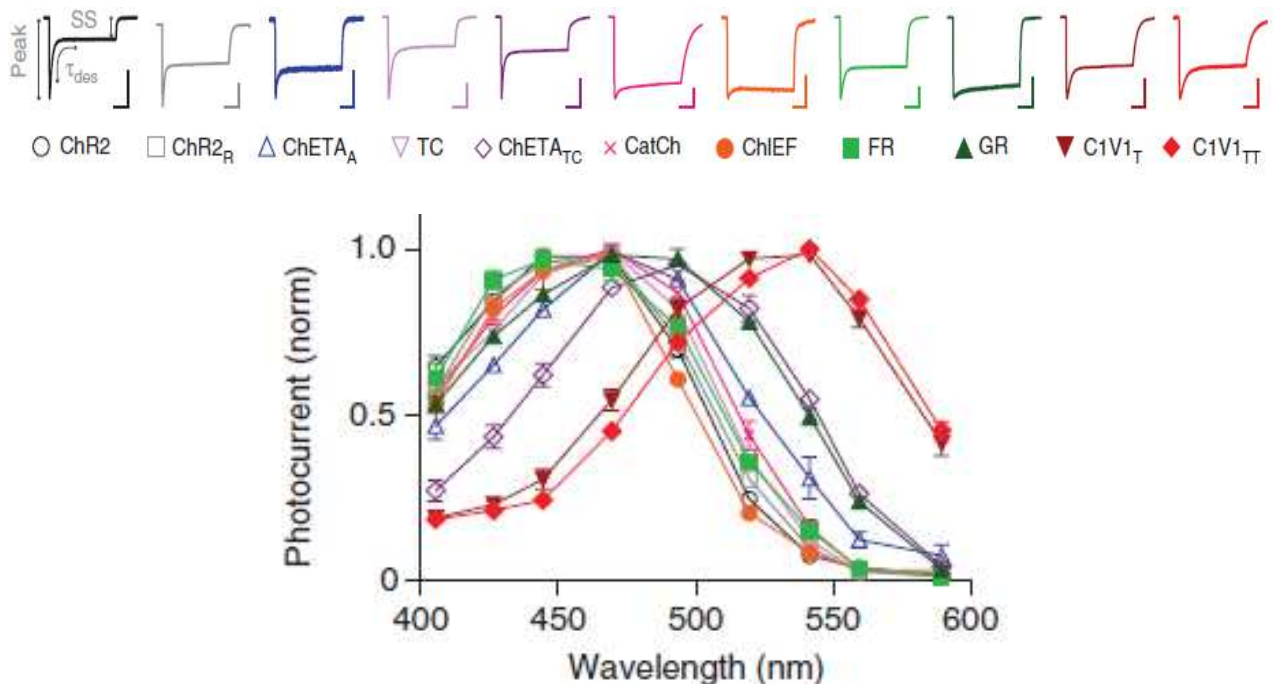 Peak
SS
τdes
ChR2 ChR2R ChETAA TC ChETATC CatCh ChIEF FR GR C1V1T C1V1TT
Photocurrent (norm)
1.0
0.5
0
400 450 500 550 600
Wavelength (nm)